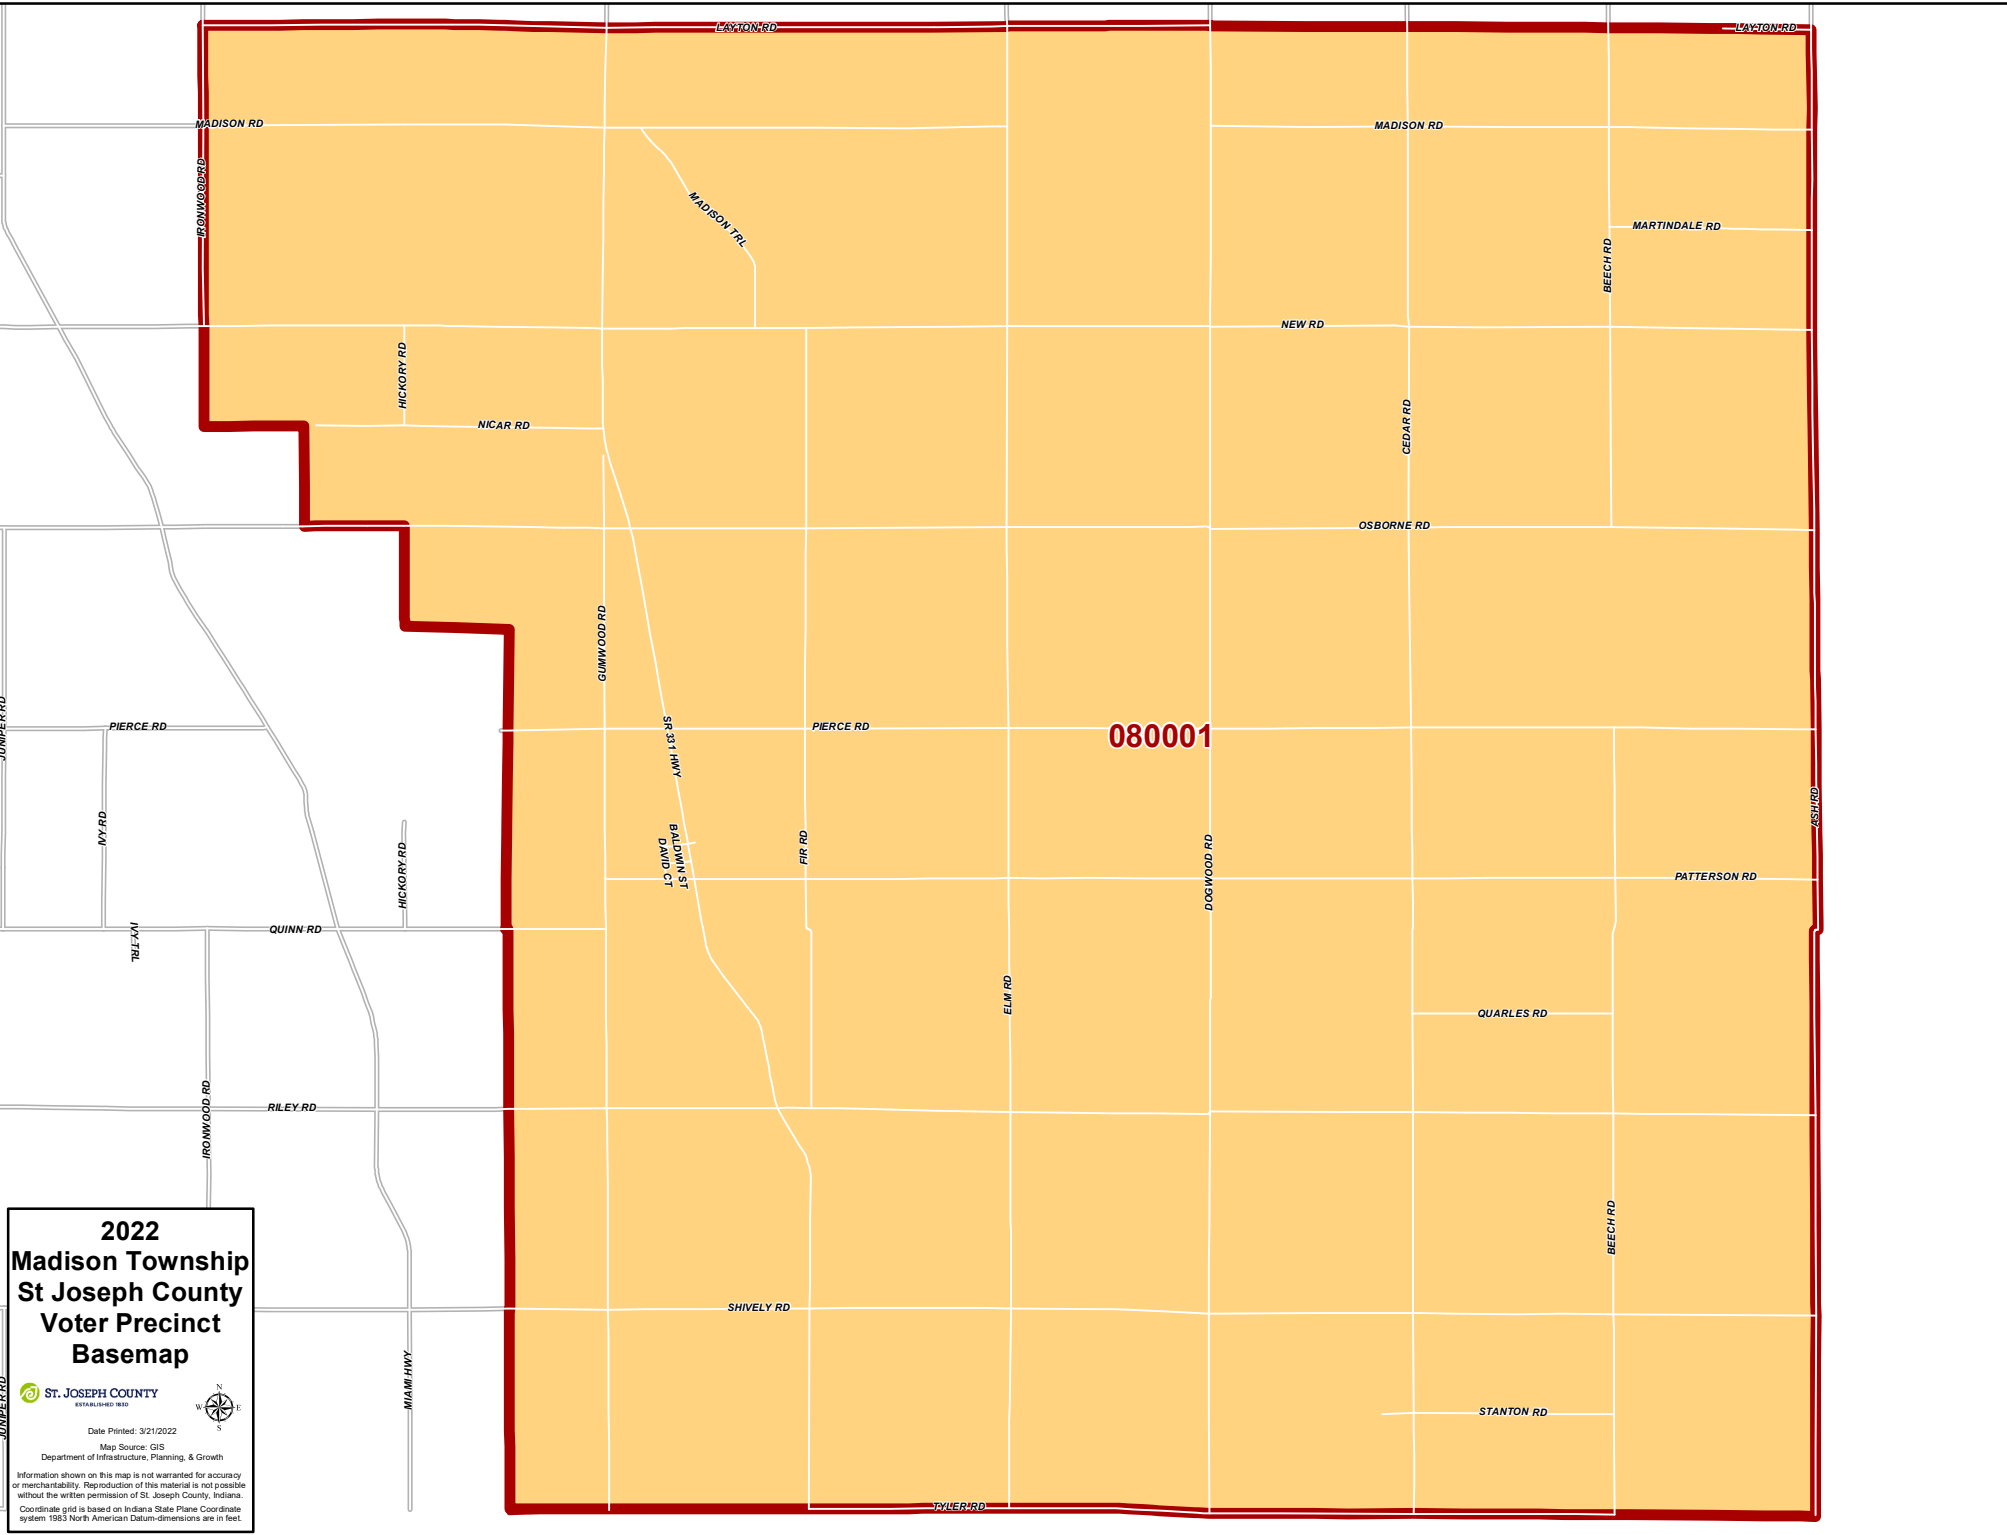 LAYTON RD
LAYTON RD
MADISON RD
MADISON RD
IRONWOOD RD
MADISON TRL
MARTINDALE RD
BEECH RD
NEW RD
HICKORY RD
CEDAR RD
NICAR RD
OSBORNE RD
GUMWOOD RD
JUNIPER RD
PIERCE RD
SR 331 HWY
PIERCE RD
080001
ASH RD
IVY RD
HICKORY RD
BALDWIN ST
DAVID CT
FIR RD
DOGWOOD RD
PATTERSON RD
IVY TRL
QUINN RD
ELM RD
QUARLES RD
IRONWOOD RD
RILEY RD
BEECH RD
SHIVELY RD
MIAMI HWY
JUNIPER RD
STANTON RD
TYLER RD
2022
Madison Township
St Joseph County
Voter Precinct
Basemap
ST. JOSEPH COUNTY
ESTABLISHED 1830
N
W E
S
Date Printed: 3/21/2022
Map Source: GIS
Department of Infrastructure, Planning, & Growth
Information shown on this map is not warranted for accuracy
or merchantability. Reproduction of this material is not possible
without the written permission of St. Joseph County, Indiana.
Coordinate grid is based on Indiana State Plane Coordinate
system 1983 North American Datum-dimensions are in feet.